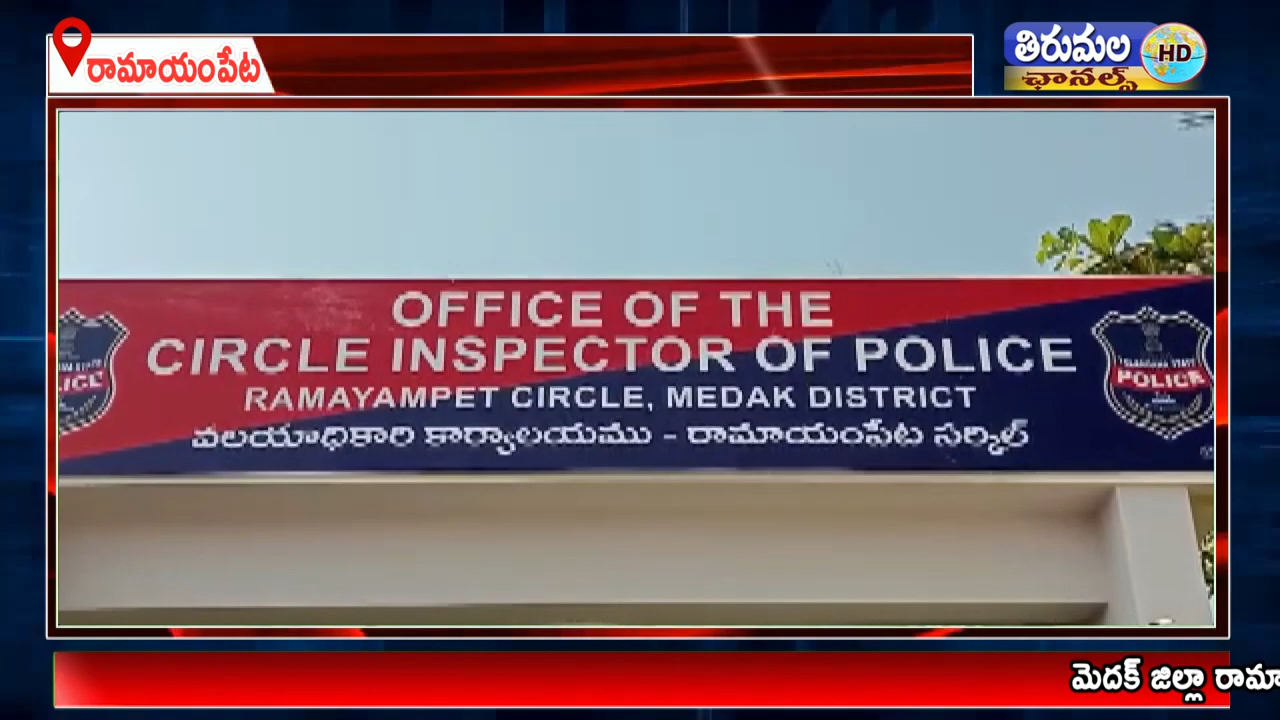 రామాయంపేట
తిరుమల
ఛానల్స్
HD
OFFICE OF THE
CIRCLE INSPECTOR OF POLICE
RAMAYAMPET CIRCLE, MEDAK DISTRICT
వలయాధికారి కార్యాలయము - రామాయంపేట సర్కిల్
POLICE
మెదక్ జిల్లా రామా